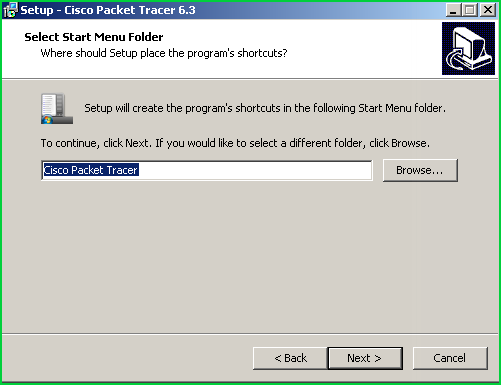 Setup - Cisco Packet Tracer 6.3
Select Start Menu Folder
Where should Setup place the program's shortcuts?
Setup will create the program's shortcuts in the following Start Menu folder.
To continue, click Next. If you would like to select a different folder, click Browse.
Cisco Packet Tracer
Browse...
< Back
Next >
Cancel